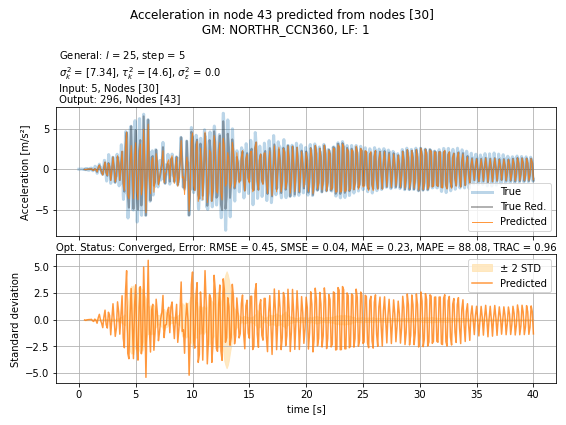 Acceleration in node 43 predicted from nodes [30]
GM: NORTHR_CCN360, LF: 1
General: l = 25, step = 5
σ²ₖ = [7.34], τ²ₖ = [4.6], σ²ε = 0.0
Input: 5, Nodes [30]
Output: 296, Nodes [43]
Acceleration [m/s²]
5
0
−5
True
True Red.
Predicted
Opt. Status: Converged, Error: RMSE = 0.45, SMSE = 0.04, MAE = 0.23, MAPE = 88.08, TRAC = 0.96
Standard deviation
5.0
2.5
0.0
−2.5
−5.0
± 2 STD
Predicted
0 5 10 15 20 25 30 35 40
time [s]